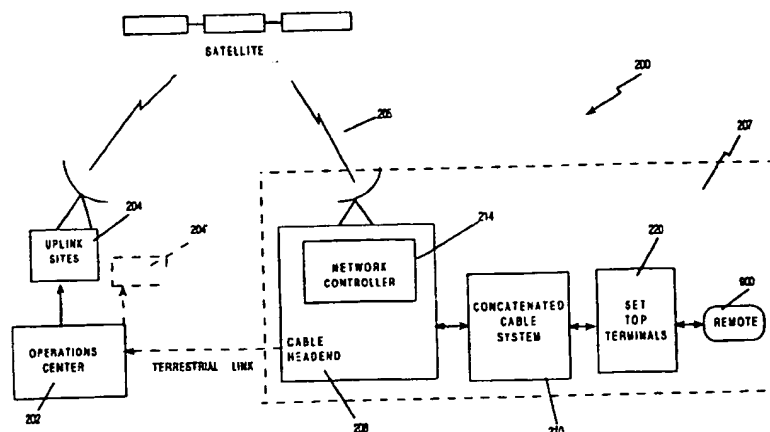 SATELLITE
200
205
207
204
204'
214
220
900
UPLINK
SITES
NETWORK
CONTROLLER
CONCATENATED
CABLE
SYSTEM
SET
TOP
TERMINALS
REMOTE
OPERATIONS
CENTER
CABLE
HEADEND
TERRESTRIAL LINK
202
208
210